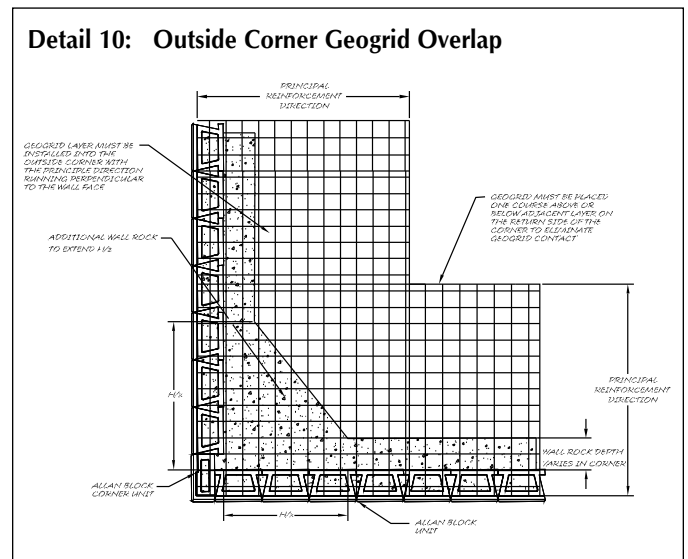 Detail 10: Outside Corner Geogrid Overlap
PRINCIPAL
REINFORCEMENT
DIRECTION
GEOGRID LAYER MUST BE
INSTALLED INTO THE
OUTSIDE CORNER WITH
THE PRINCIPLE DIRECTION
RUNNING PERPENDICULAR
TO THE WALL FACE
GEOGRID MUST BE PLACED
ONE COURSE ABOVE OR
BELOW ADJACENT LAYER ON
THE RETURN SIDE OF THE
CORNER TO ELIMINATE
GEOGRID CONTACT
ADDITIONAL WALL ROCK
TO EXTEND H/2
PRINCIPAL
REINFORCEMENT
DIRECTION
H/2
WALL ROCK DEPTH
VARIES IN CORNER
ALLAN BLOCK
CORNER UNIT
H/2
ALLAN BLOCK
UNIT